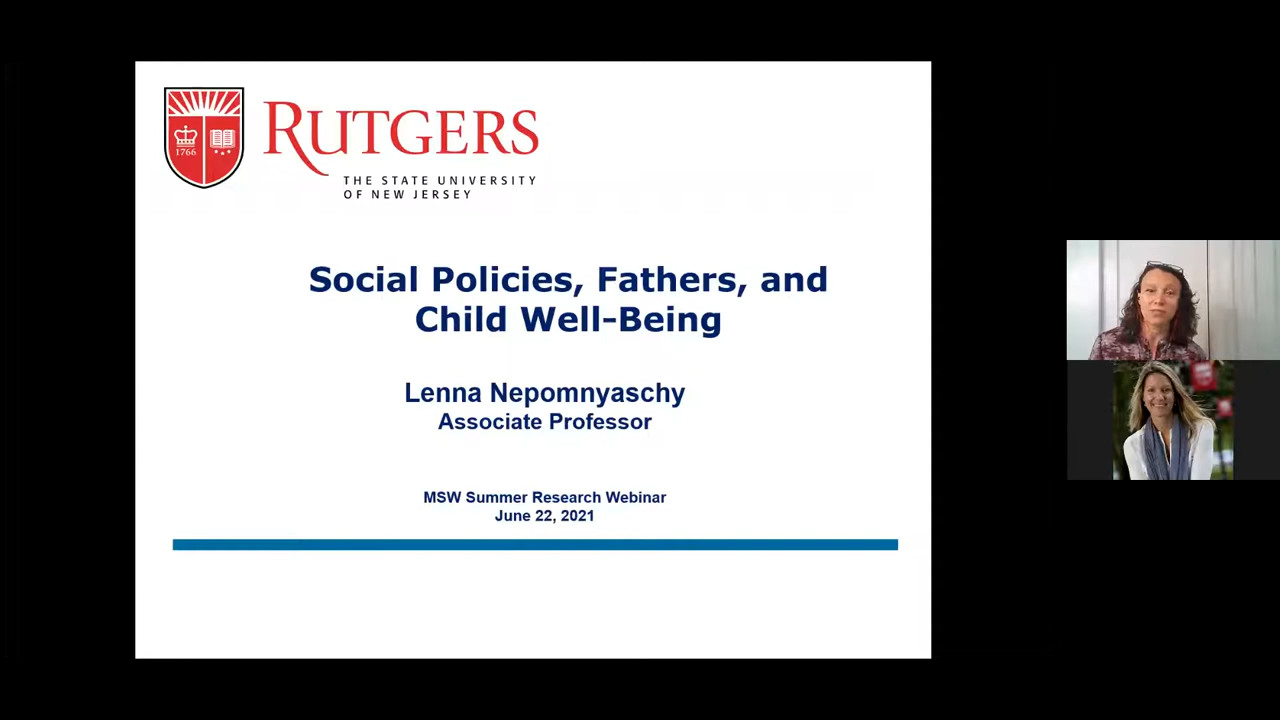 1766
RUTGERS
THE STATE UNIVERSITY
OF NEW JERSEY
Social Policies, Fathers, and
Child Well-Being
Lenna Nepomnyaschy
Associate Professor
MSW Summer Research Webinar
June 22, 2021